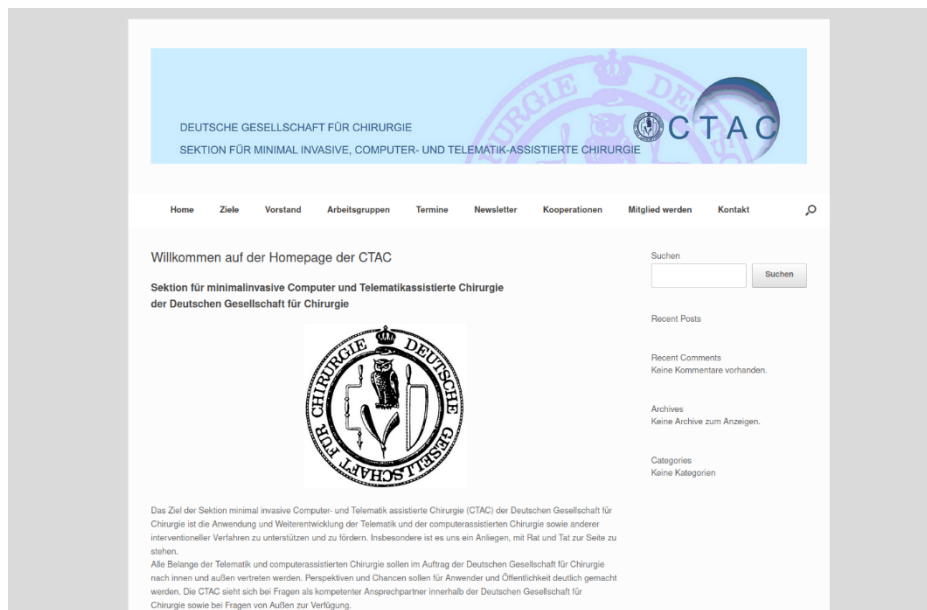 DEUTSCHE GESELLSCHAFT FÜR CHIRURGIE
SEKTION FÜR MINIMAL INVASIVE, COMPUTER- UND TELEMATIK-ASSISTIERTE CHIRURGIE
CTAC
Home Ziele Vorstand Arbeitsgruppen Termine Newsletter Kooperationen Mitglied werden Kontakt
Willkommen auf der Homepage der CTAC
Sektion für minimalinvasive Computer und Telematikassistierte Chirurgie
der Deutschen Gesellschaft für Chirurgie
DEUTSCHE GESELLSCHAFT FÜR CHIRURGIE
Das Ziel der Sektion minimal invasive Computer- und Telematik assistierte Chirurgie (CTAC) der Deutschen Gesellschaft für
Chirurgie ist die Anwendung und Weiterentwicklung der Telematik und der computerassistierten Chirurgie sowie anderer
interventioneller Verfahren zu unterstützen und zu fördern. Insbesondere ist es uns ein Anliegen, mit Rat und Tat zur Seite zu
stehen.
Alle Belange der Telematik und computerassistierten Chirurgie sollen im Auftrag der Deutschen Gesellschaft für Chirurgie
nach innen und außen vertreten werden. Perspektiven und Chancen sollen für Anwender und Öffentlichkeit deutlich gemacht
werden. Die CTAC sieht sich bei Fragen als kompetenter Ansprechpartner innerhalb der Deutschen Gesellschaft für
Chirurgie sowie bei Fragen von Außen zur Verfügung.
Suchen
Suchen
Recent Posts
Recent Comments
Keine Kommentare vorhanden.
Archives
Keine Archive zum Anzeigen.
Categories
Keine Kategorien